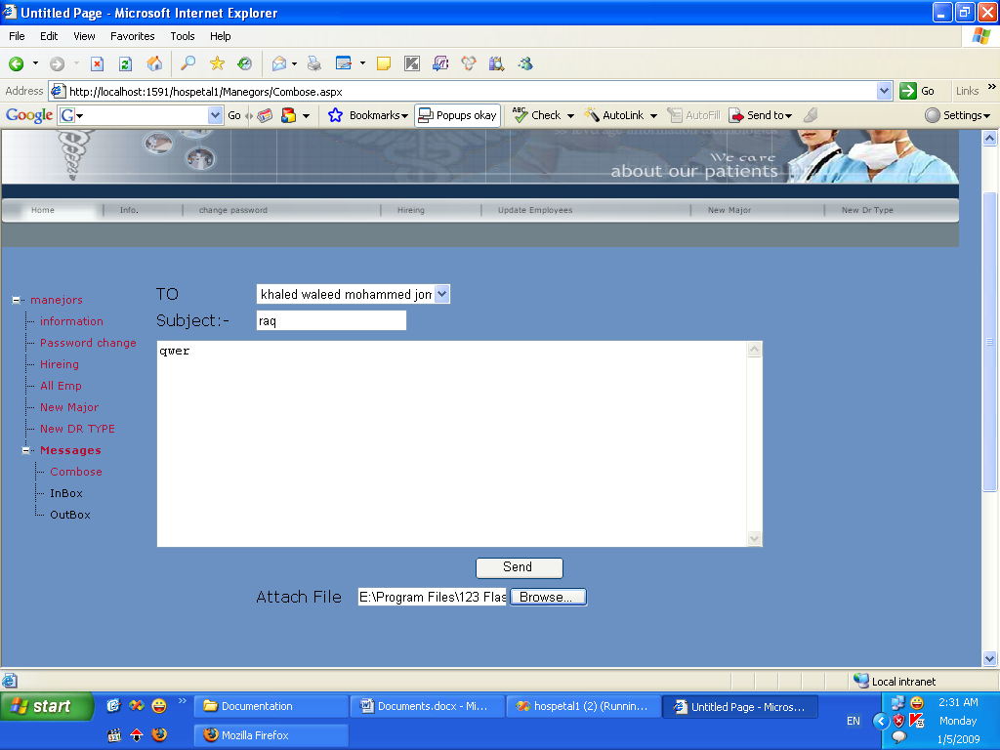 Untitled Page - Microsoft Internet Explorer
File Edit View Favorites Tools Help
Address http://localhost:1591/hospetal1/Manegors/Combose.aspx Go Links »
Google G Go Bookmarks Popups okay Check AutoLink AutoFill Send to Settings
We care
about our patients
Home Info. change password Hireing Update Employees New Major New Dr Type
manejors
information
Password change
Hireing
All Emp
New Major
New DR TYPE
Messages
Combose
InBox
OutBox
TO khaled waleed mohammed jom
Subject:- raq
qwer
Send
Attach File E:\Program Files\123 Flas Browse...
Local intranet
start » Documentation Documents.docx - Mi... hospetal1 (2) (Runnin... Untitled Page - Micros...
Mozilla Firefox
EN
2:31 AM
Monday
1/5/2009